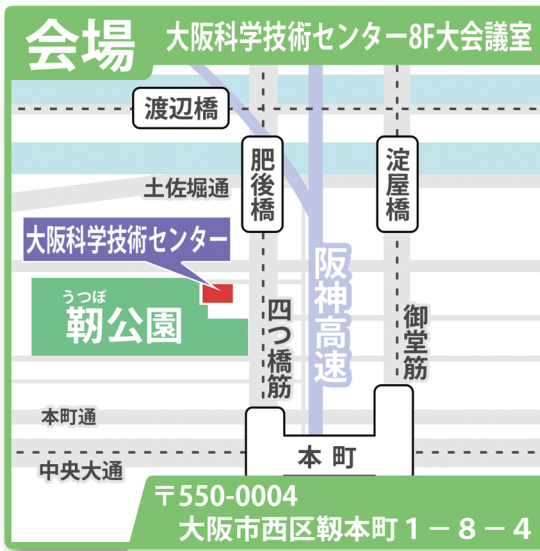 会場
大阪科学技術センター8F大会議室
渡辺橋
肥後橋
淀屋橋
土佐堀通
大阪科学技術センター
うつぼ
靭公園
阪神高速
四つ橋筋
御堂筋
本町通
本町
中央大通
〒550-0004
大阪市西区靱本町1－8－4